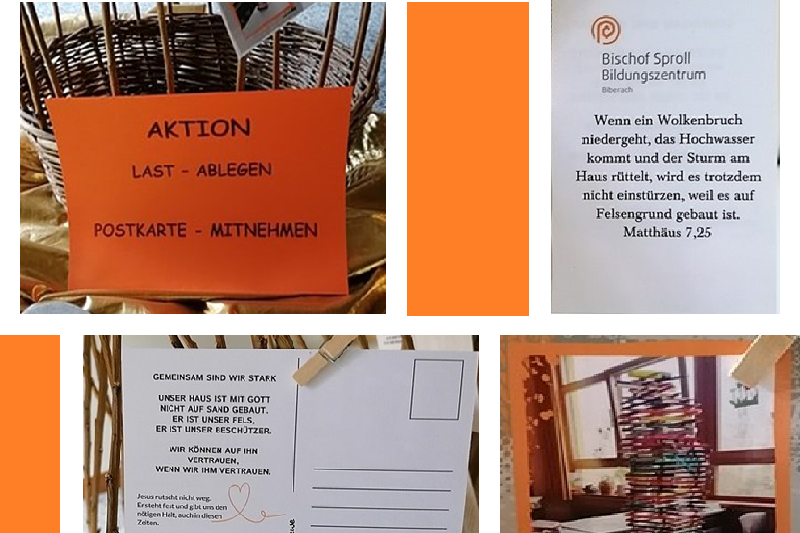 AKTION
LAST - ABLEGEN
POSTKARTE - MITNEHMEN
Bischof Sproll
Bildungszentrum
Biberach
Wenn ein Wolkenbruch
niedergeht, das Hochwasser
kommt und der Sturm am
Haus rüttelt, wird es trotzdem
nicht einstürzen, weil es auf
Felsengrund gebaut ist.
Matthäus 7,25
GEMEINSAM SIND WIR STARK
UNSER HAUS IST MIT GOTT
NICHT AUF SAND GEBAUT.
ER IST UNSER FELS,
ER IST UNSER BESCHÜTZER.
WIR KÖNNEN AUF IHN
VERTRAUEN,
WENN WIR IHM VERTRAUEN.
Jesus rutscht nicht weg.
Er steht fest und gibt uns den
nötigen Halt, auch in diesen
Zeiten.